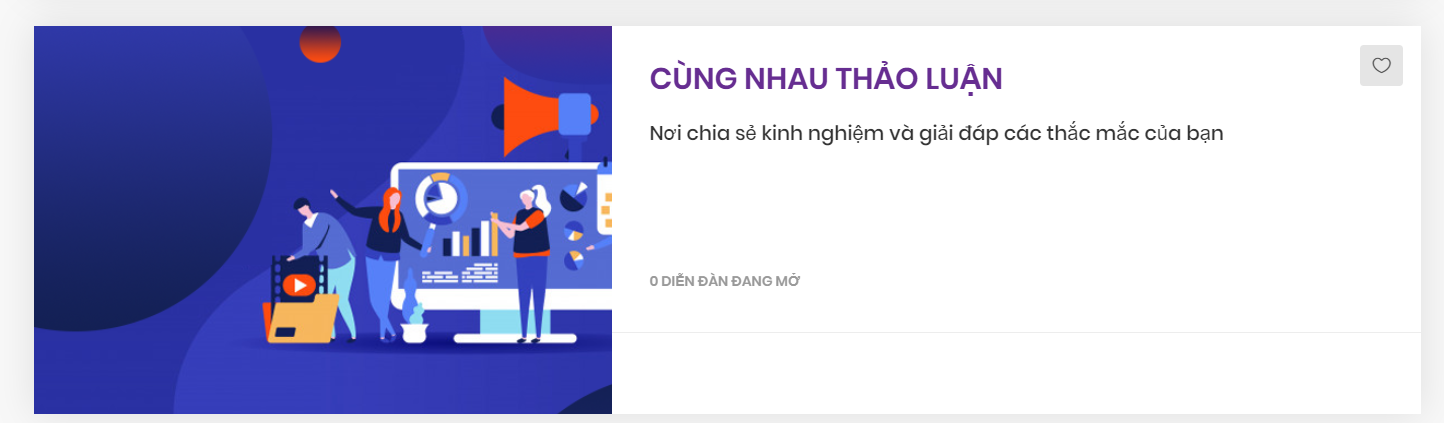 CÙNG NHAU THẢO LUẬN
Nơi chia sẻ kinh nghiệm và giải đáp các thắc mắc của bạn
0 DIỄN ĐÀN ĐANG MỞ